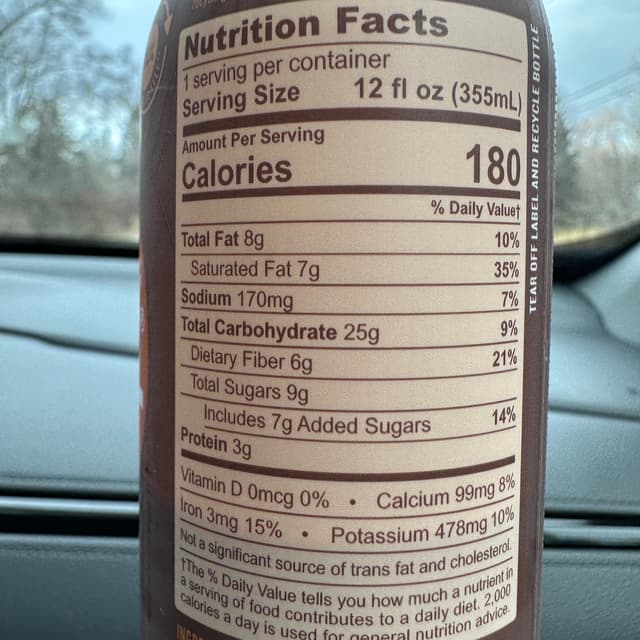 Nutrition Facts
1 serving per container
Serving Size 12 fl oz (355mL)
Amount Per Serving
Calories 180
% Daily Value†
Total Fat 8g 10%
Saturated Fat 7g 35%
Sodium 170mg 7%
Total Carbohydrate 25g 9%
Dietary Fiber 6g 21%
Total Sugars 9g
Includes 7g Added Sugars 14%
Protein 3g
Vitamin D 0mcg 0% • Calcium 99mg 8%
Iron 3mg 15% • Potassium 478mg 10%
Not a significant source of trans fat and cholesterol.
†The % Daily Value tells you how much a nutrient in
a serving of food contributes to a daily diet. 2,000
calories a day is used for general nutrition advice.
TEAR OFF LABEL AND RECYCLE BOTTLE